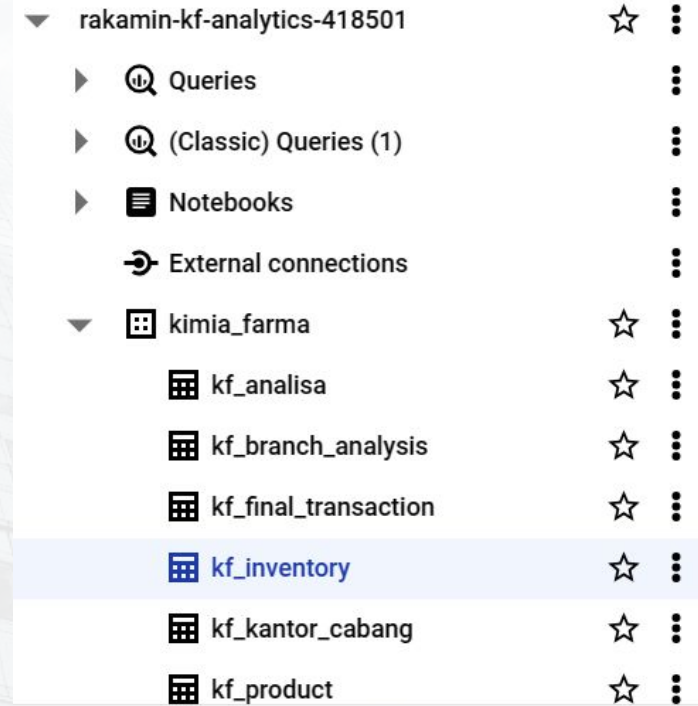 rakamin-kf-analytics-418501
Queries
(Classic) Queries (1)
Notebooks
External connections
kimia_farma
kf_analisa
kf_branch_analysis
kf_final_transaction
kf_inventory
kf_kantor_cabang
kf_product